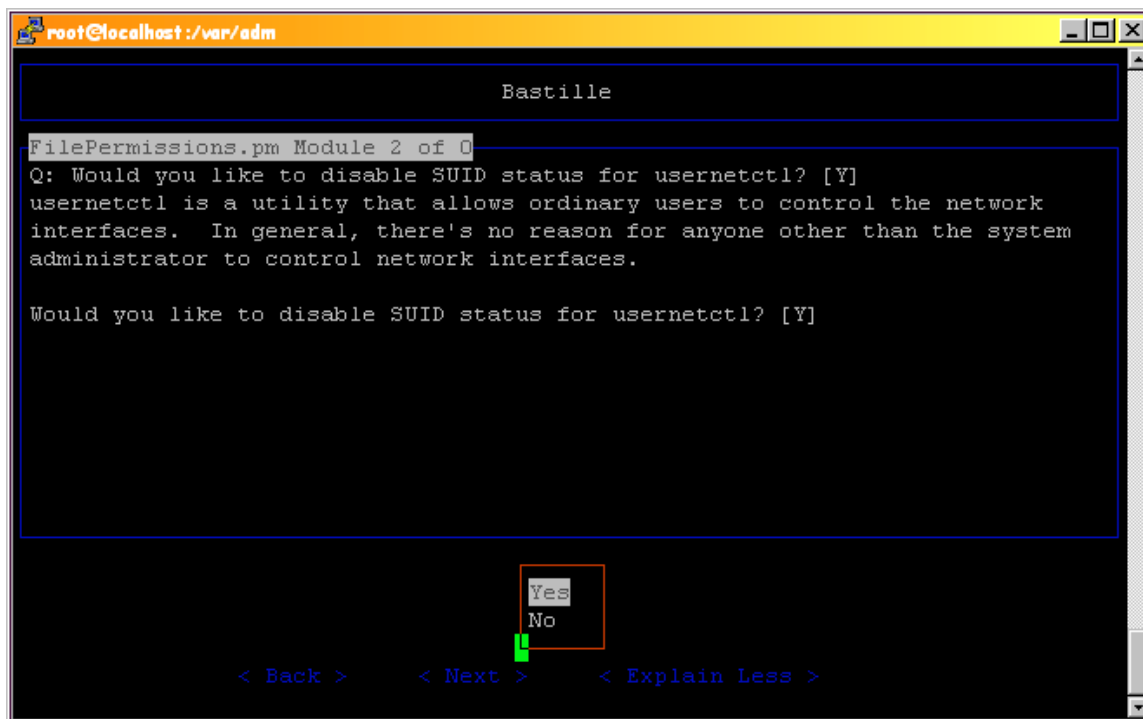 root@localhost:/var/adm
Bastille
FilePermissions.pm Module 2 of 0
Q: Would you like to disable SUID status for usernetctl? [Y]
usernetctl is a utility that allows ordinary users to control the network
interfaces.  In general, there's no reason for anyone other than the system
administrator to control network interfaces.
Would you like to disable SUID status for usernetctl? [Y]
Yes
No
< Back > < Next > < Explain Less >